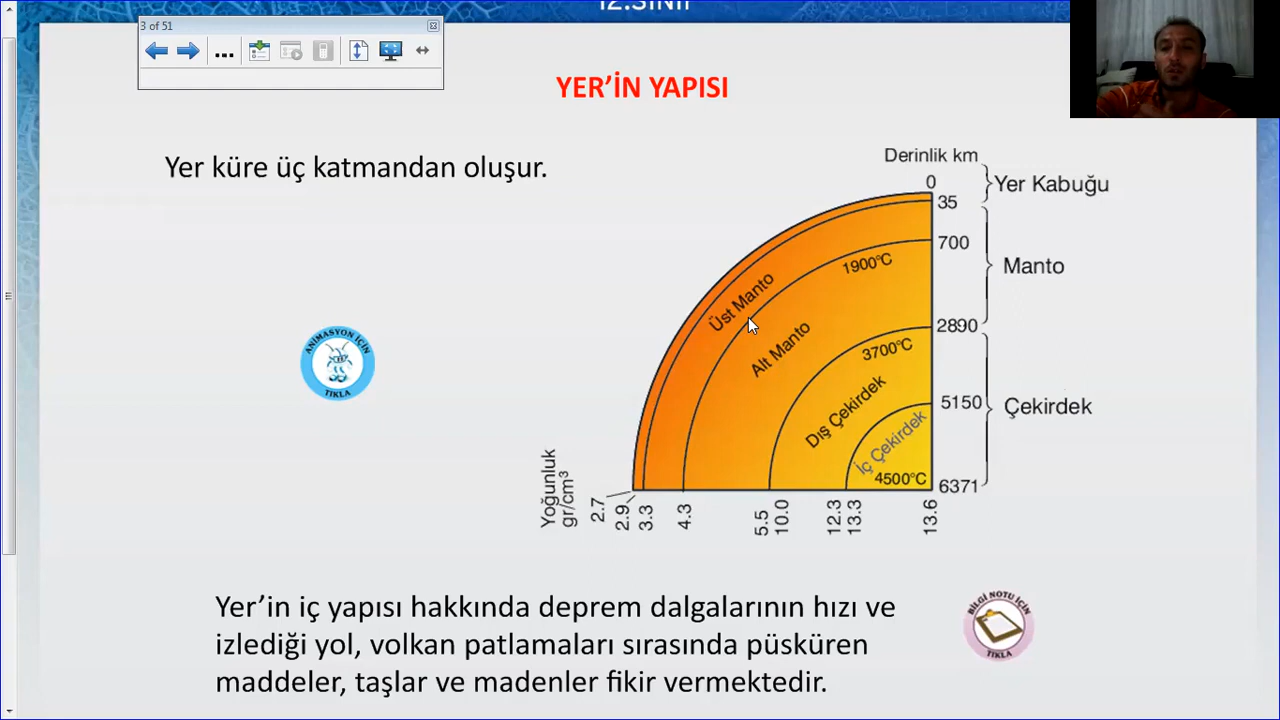 12.SINIF
3 of 51
YER’İN YAPISI
Yer küre üç katmandan oluşur.
Derinlik km
0
Yer Kabuğu
35
700
1900°C
Manto
Üst Manto
2890
Alt Manto
3700°C
Dış Çekirdek
5150
Çekirdek
İç Çekirdek
4500°C
6371
Yoğunluk
gr/cm³
2.7
2.9
3.3
4.3
5.5
10.0
12.3
13.3
13.6
ANİMASYON İÇİN
TIKLA
Yer’in iç yapısı hakkında deprem dalgalarının hızı ve
izlediği yol, volkan patlamaları sırasında püsküren
maddeler, taşlar ve madenler fikir vermektedir.
BİLGİ NOTU İÇİN
TIKLA